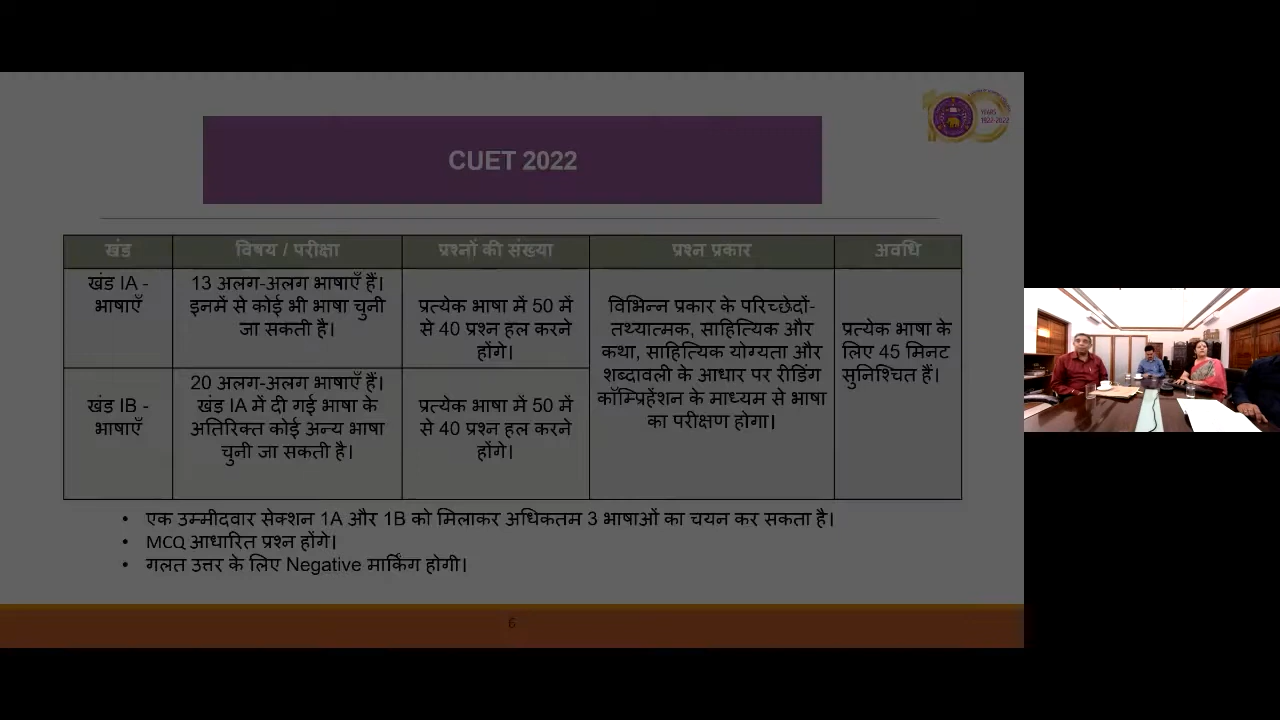 YEARS
1922-2022
CUET 2022
खंड
विषय / परीक्षा
प्रश्नों की संख्या
प्रश्न प्रकार
अवधि
खंड IA -
भाषाएँ
13 अलग-अलग भाषाएँ हैं।
इनमें से कोई भी भाषा चुनी
जा सकती है।
प्रत्येक भाषा में 50 में
से 40 प्रश्न हल करने
होंगे।
विभिन्न प्रकार के परिच्छेदों-
तथ्यात्मक, साहित्यिक और
कथा, साहित्यिक योग्यता और
शब्दावली के आधार पर रीडिंग
कॉम्प्रिहेंशन के माध्यम से भाषा
का परीक्षण होगा।
प्रत्येक भाषा के
लिए 45 मिनट
सुनिश्चित हैं।
खंड IB -
भाषाएँ
20 अलग-अलग भाषाएँ हैं।
खंड IA में दी गई भाषा के
अतिरिक्त कोई अन्य भाषा
चुनी जा सकती है।
प्रत्येक भाषा में 50 में
से 40 प्रश्न हल करने
होंगे।
• एक उम्मीदवार सेक्शन 1A और 1B को मिलाकर अधिकतम 3 भाषाओं का चयन कर सकता है।
• MCQ आधारित प्रश्न होंगे।
• गलत उत्तर के लिए Negative मार्किंग होगी।
6